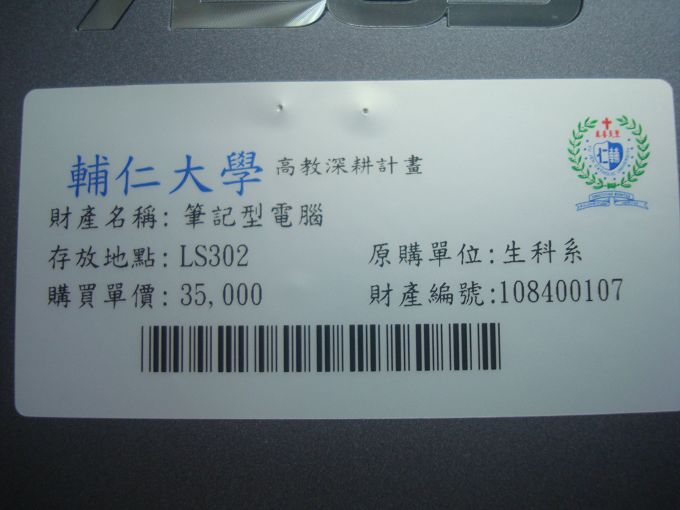 輔仁大學 高教深耕計畫
財產名稱: 筆記型電腦
存放地點: LS302 原購單位: 生科系
購買單價: 35,000 財產編號:108400107